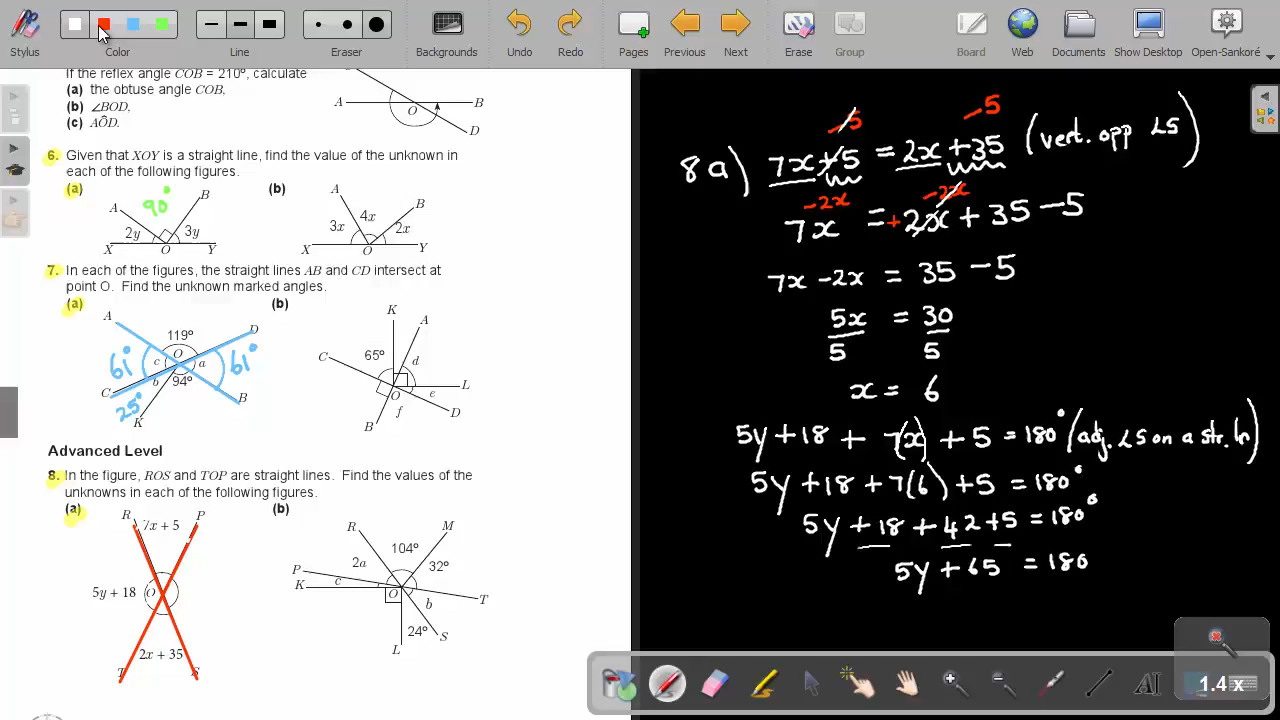 Stylus
Color
Line
Eraser
Backgrounds
Undo
Redo
Pages
Previous
Next
Erase
Group
Board
Web
Documents
Show Desktop
Open-Sankoré
If the reflex angle COB = 210°, calculate
(a) the obtuse angle COB,
(b) ∠BOD,
(c) AÔD.
A
B
O
D
6. Given that XOY is a straight line, find the value of the unknown in
each of the following figures.
(a)
(b)
90°
A
B
2y
3y
X
O
Y
A
B
3x
4x
2x
X
O
Y
7. In each of the figures, the straight lines AB and CD intersect at
point O. Find the unknown marked angles.
(a)
(b)
A
D
119°
O
61°
c
a
61°
b
94°
C
B
25°
K
K
A
C
65°
d
L
O
e
D
f
B
Advanced Level
8. In the figure, ROS and TOP are straight lines. Find the values of the
unknowns in each of the following figures.
(a)
(b)
R
P
7x + 5
5y + 18
O
2x + 35
T
S
R
M
104°
2a
32°
P
K
c
O
b
T
24°
S
L
8a) 7x +5 = 2x +35 (vert. opp ∠s)
-5
-5
7x = +2x + 35 -5
-2x
-2x
7x -2x = 35 -5
5x = 30
5 5
x = 6
5y +18 + 7(x) +5 = 180° (adj. ∠s on a str. ln)
5y +18 +7(6) +5 = 180°
5y +18 +42 +5 = 180°
5y +65 = 180
1.4 x